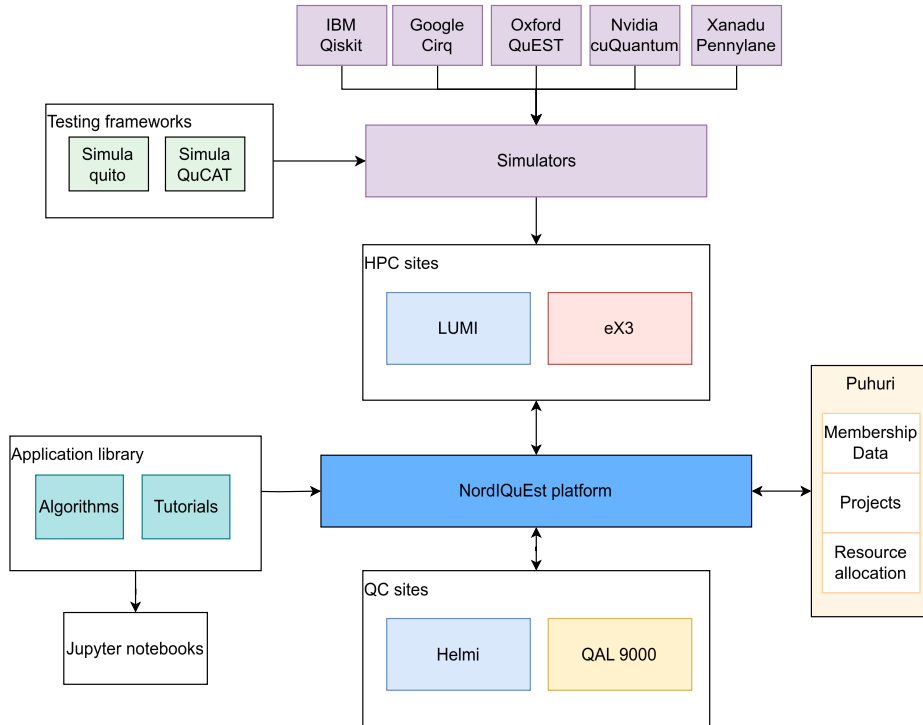 IBM
Qiskit
Google
Cirq
Oxford
QuEST
Nvidia
cuQuantum
Xanadu
Pennylane
Testing frameworks
Simula
quito
Simula
QuCAT
Simulators
HPC sites
LUMI
eX3
Puhuri
Membership
Data
Projects
Resource
allocation
Application library
Algorithms
Tutorials
NordIQuEst platform
Jupyter notebooks
QC sites
Helmi
QAL 9000